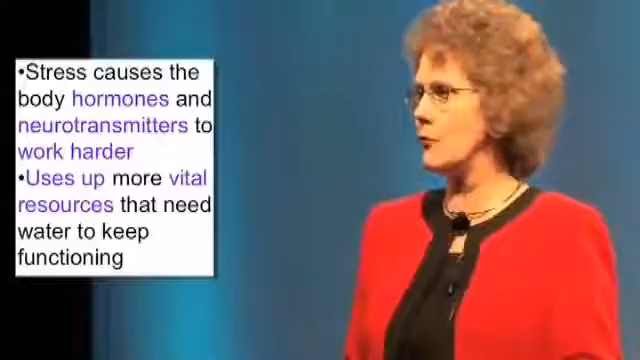 •Stress causes the
body hormones and
neurotransmitters to
work harder
•Uses up more vital
resources that need
water to keep
functioning